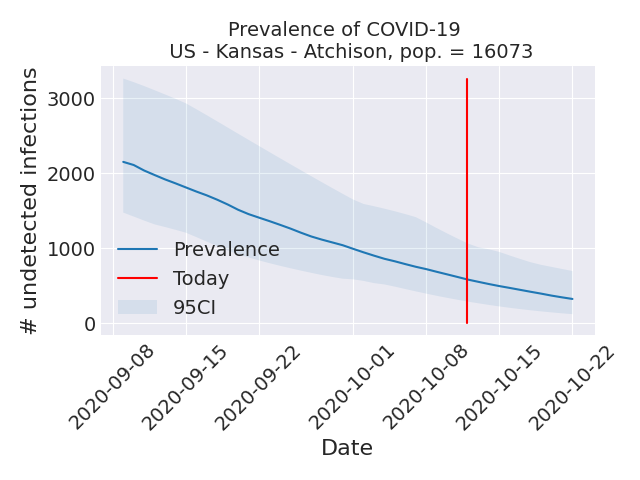 Prevalence of COVID-19
US - Kansas - Atchison, pop. = 16073
# undetected infections
3000
2000
1000
0
Prevalence
Today
95CI
2020-09-08
2020-09-15
2020-09-22
2020-10-01
2020-10-08
2020-10-15
2020-10-22
Date